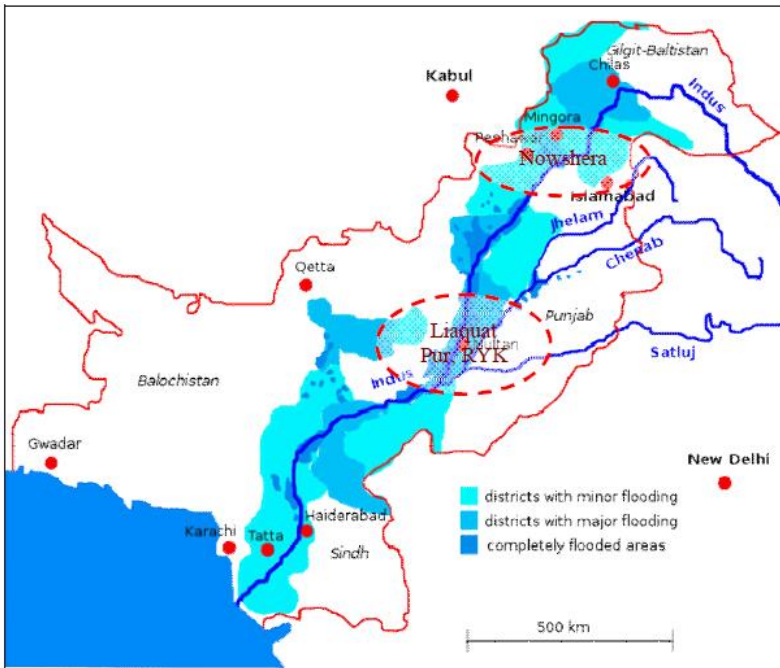 Gilgit-Baltistan
Chilas
Kabul
Indus
Mingora
Peshawar
Nowshera
Islamabad
Jhelam
Chenab
Qetta
Punjab
Liaquat
Pur, RYK
Multan
Satluj
Indus
Balochistan
Gwadar
New Delhi
districts with minor flooding
districts with major flooding
completely flooded areas
Haiderabad
Karachi
Tatta
Sindh
500 km